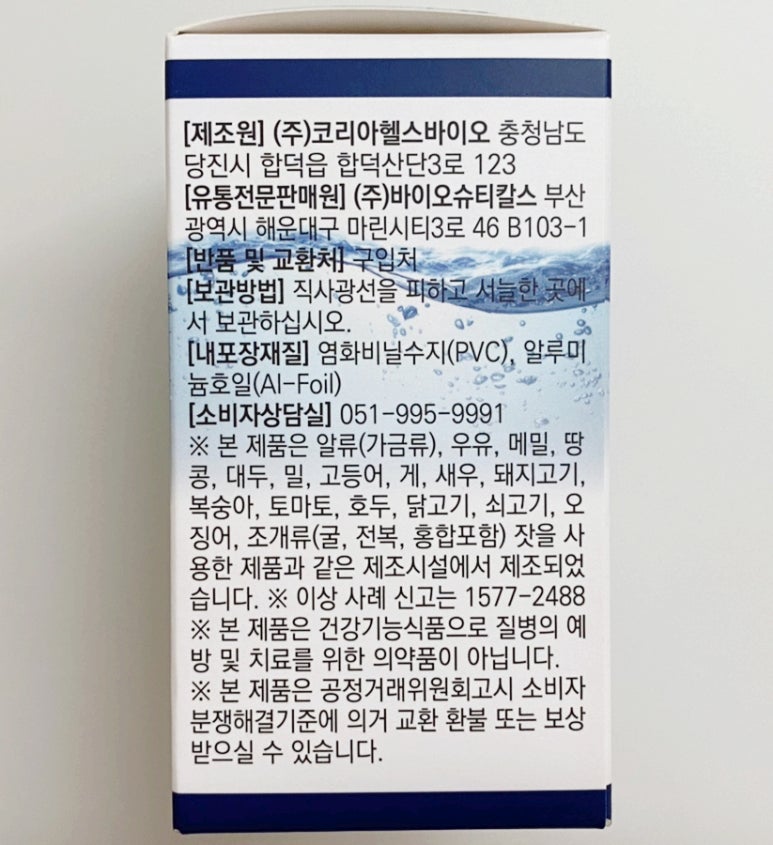 [제조원] (주)코리아헬스바이오 충청남도
당진시 합덕읍 합덕산단3로 123
[유통전문판매원] (주)바이오슈티칼스 부산
광역시 해운대구 마린시티3로 46 B103-1
[반품 및 교환처] 구입처
[보관방법] 직사광선을 피하고 서늘한 곳에
서 보관하십시오.
[내포장재질] 염화비닐수지(PVC), 알루미
늄호일(Al-Foil)
[소비자상담실] 051-995-9991
※ 본 제품은 알류(가금류), 우유, 메밀, 땅
콩, 대두, 밀, 고등어, 게, 새우, 돼지고기,
복숭아, 토마토, 호두, 닭고기, 쇠고기, 오
징어, 조개류(굴, 전복, 홍합포함) 잣을 사
용한 제품과 같은 제조시설에서 제조되었
습니다. ※ 이상 사례 신고는 1577-2488
※ 본 제품은 건강기능식품으로 질병의 예
방 및 치료를 위한 의약품이 아닙니다.
※ 본 제품은 공정거래위원회고시 소비자
분쟁해결기준에 의거 교환 환불 또는 보상
받으실 수 있습니다.